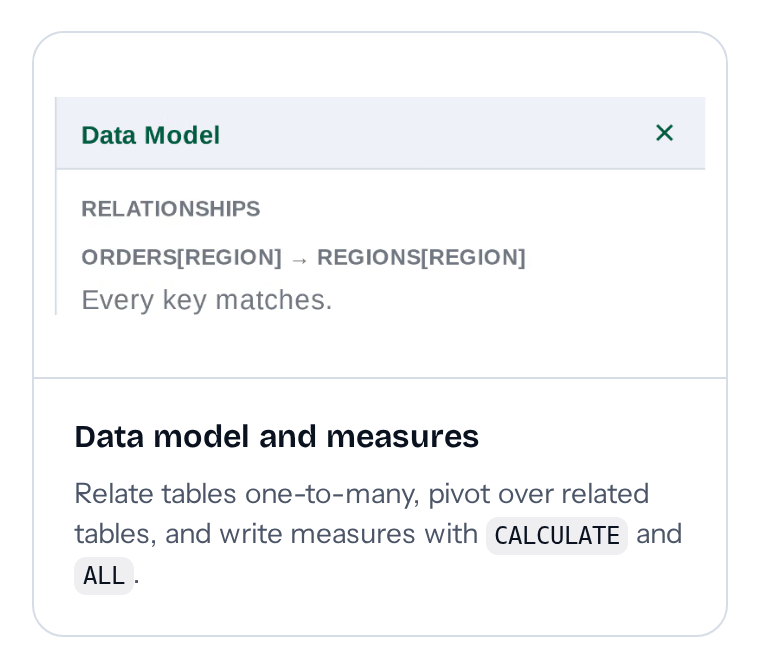 Data Model ✕
RELATIONSHIPS
ORDERS[REGION] → REGIONS[REGION]
Every key matches.
Data model and measures
Relate tables one-to-many, pivot over related
tables, and write measures with CALCULATE and
ALL.